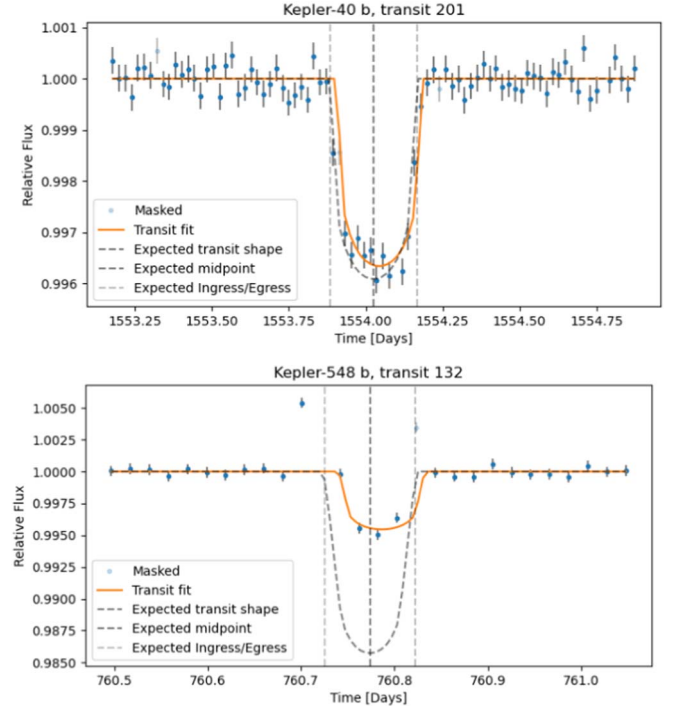 Kepler-40 b, transit 201
1.001
1.000
0.999
0.998
0.997
0.996
Relative Flux
Masked
Transit fit
Expected transit shape
Expected midpoint
Expected Ingress/Egress
1553.25 1553.50 1553.75 1554.00 1554.25 1554.50 1554.75
Time [Days]
Kepler-548 b, transit 132
1.0050
1.0025
1.0000
0.9975
0.9950
0.9925
0.9900
0.9875
0.9850
Relative Flux
Masked
Transit fit
Expected transit shape
Expected midpoint
Expected Ingress/Egress
760.5 760.6 760.7 760.8 760.9 761.0
Time [Days]